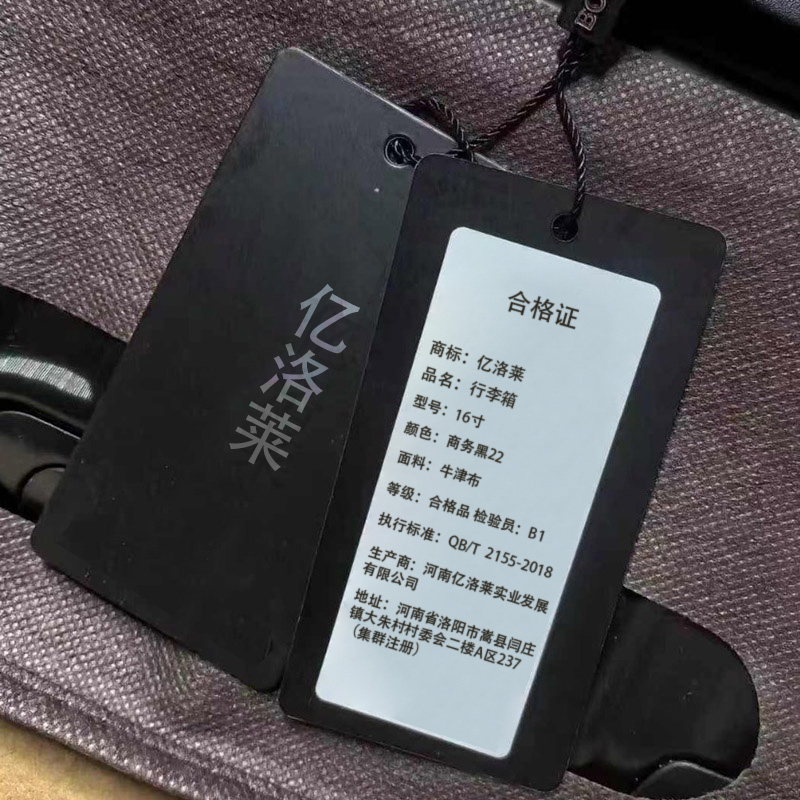 BO
亿洛莱
合格证
商标：亿洛莱
品名：行李箱
型号：16寸
颜色：商务黑22
面料：牛津布
等级：合格品 检验员：B1
执行标准：QB/T 2155-2018
生产商：河南亿洛莱实业发展
有限公司
地址：河南省洛阳市嵩县闫庄
镇大朱村村委会二楼A区237
（集群注册）